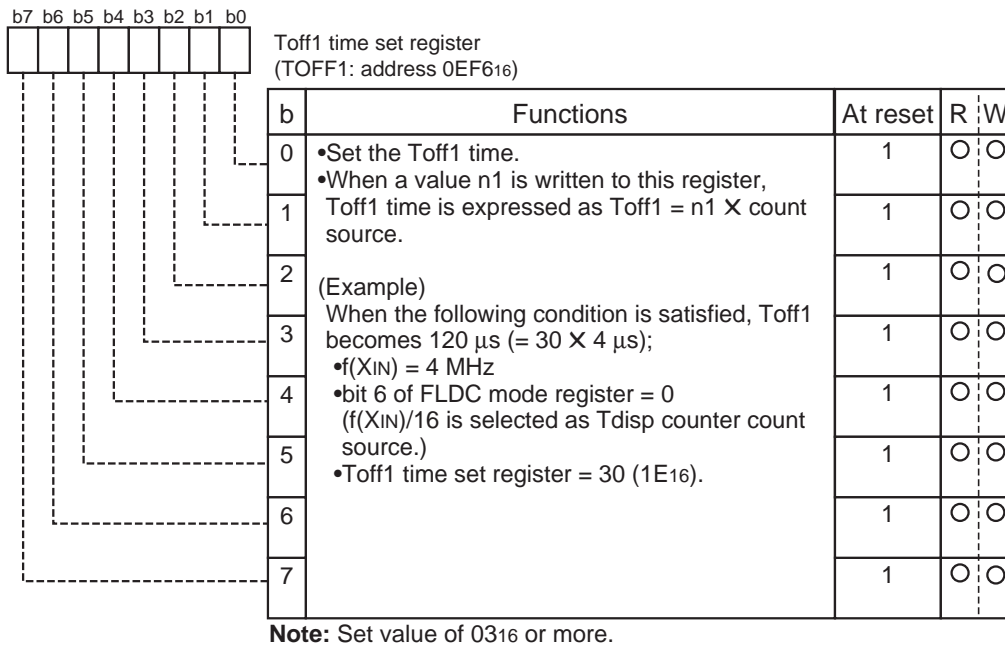 b7 b6 b5 b4 b3 b2 b1 b0
Toff1 time set register
(TOFF1: address 0EF616)
b Functions At reset R W
0 •Set the Toff1 time. 1 ○ ○
•When a value n1 is written to this register,
1 Toff1 time is expressed as Toff1 = n1 ✕ count 1 ○ ○
source.
2 1 ○ ○
(Example)
When the following condition is satisfied, Toff1
3 becomes 120 µs (= 30 ✕ 4 µs); 1 ○ ○
•f(XIN) = 4 MHz
4 •bit 6 of FLDC mode register = 0 1 ○ ○
(f(XIN)/16 is selected as Tdisp counter count
5 source.) 1 ○ ○
•Toff1 time set register = 30 (1E16).
6 1 ○ ○
7 1 ○ ○
Note: Set value of 0316 or more.